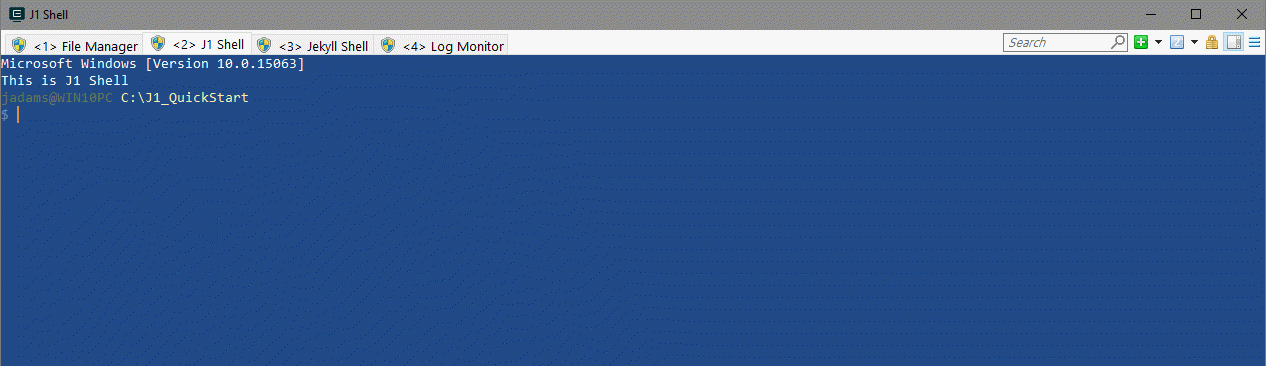 J1 Shell
<1> File Manager <2> J1 Shell <3> Jekyll Shell <4> Log Monitor Search
Microsoft Windows [Version 10.0.15063]
This is J1 Shell
jadams@WIN10PC C:\J1_QuickStart
$